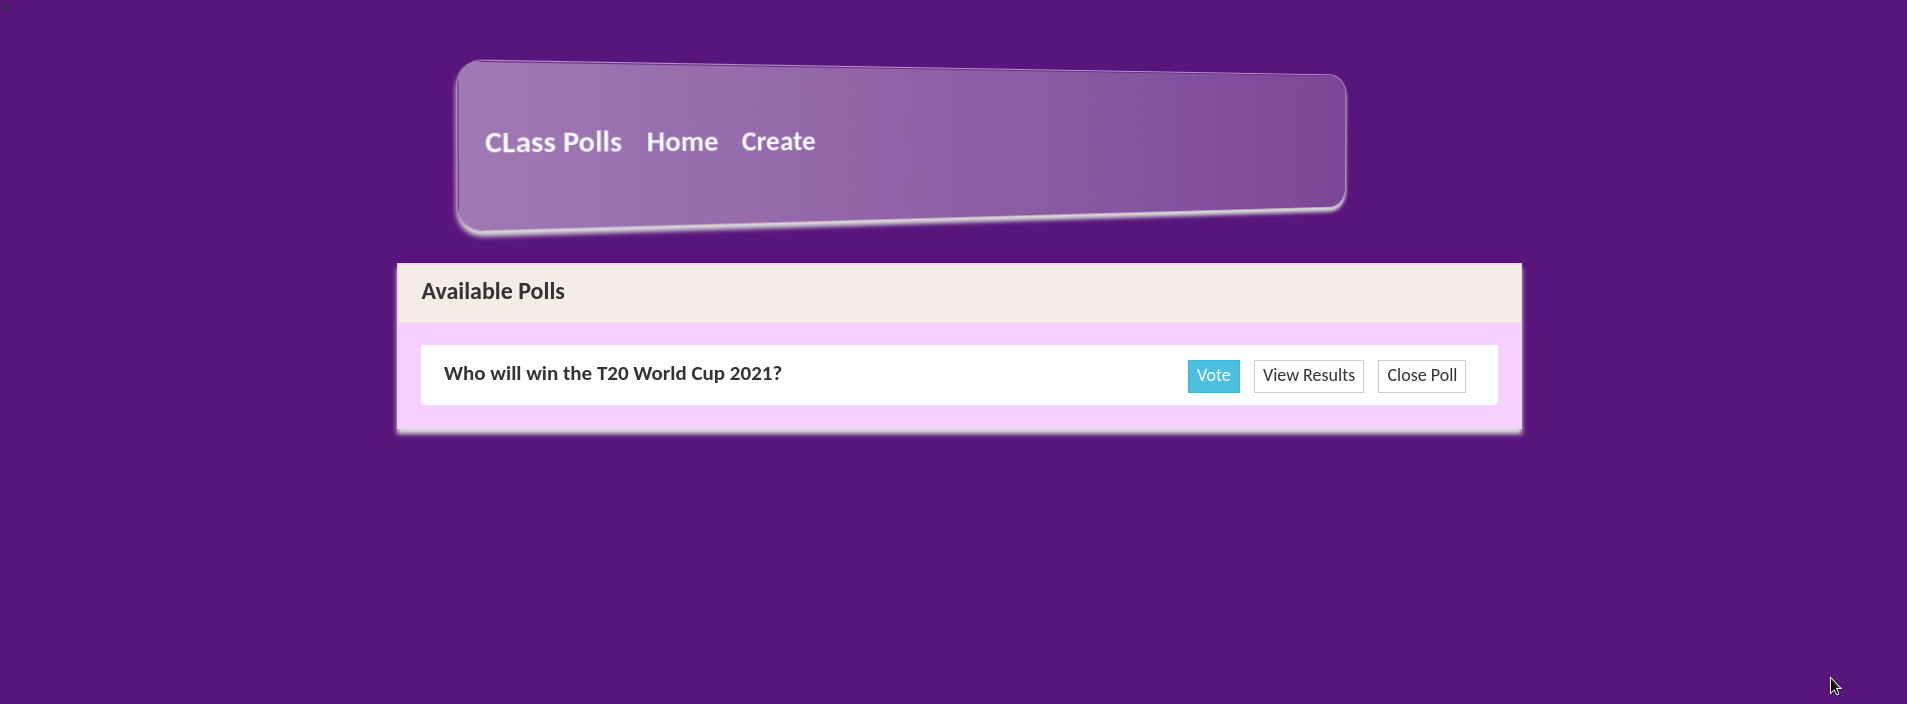 CLass Polls Home Create
Available Polls
Who will win the T20 World Cup 2021? Vote View Results Close Poll